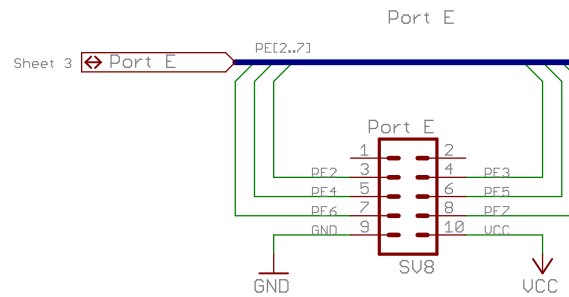 Port E
PE[2..7]
Sheet 3 Port E
Port E
1 2
PE2 3 4 PE3
PE4 5 6 PE5
PE6 7 8 PE7
GND 9 10 VCC
SV8
GND VCC